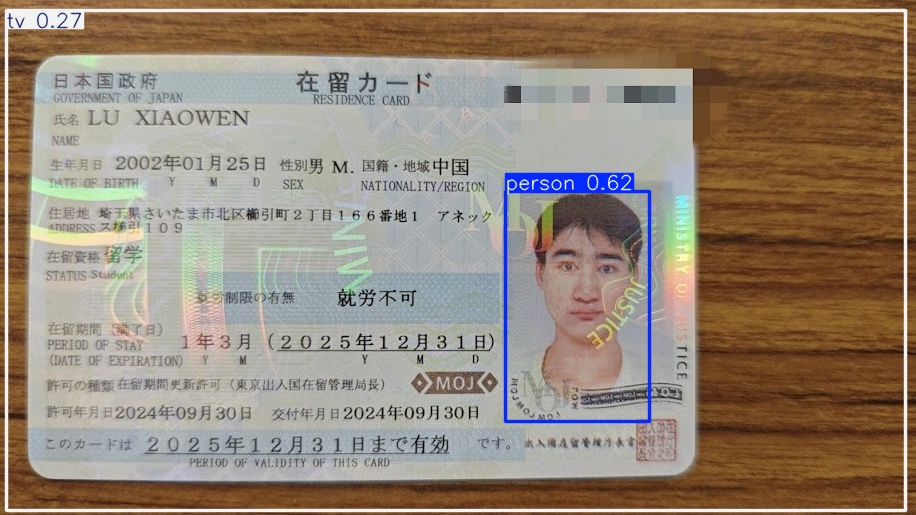 tv 0.27
日本国政府 在留カード
GOVERNMENT OF JAPAN RESIDENCE CARD
氏名 LU XIAOWEN
NAME
生年月日 2002年01月25日 性別 男 M. 国籍・地域 中国
DATE OF BIRTH Y M D SEX NATIONALITY/REGION
person 0.62
住居地 埼玉県さいたま市北区櫛引町2丁目166番地1 アネック
ADDRESS ス櫛引109
在留資格 留学
STATUS Student
制限の有無 就労不可
在留期間(満了日)
PERIOD OF STAY 1年3月 (2025年12月31日)
(DATE OF EXPIRATION) Y M Y M D
許可の種類 在留期間更新許可(東京出入国在留管理局長) MOJ
許可年月日 2024年09月30日 交付年月日 2024年09月30日
このカードは 2025年12月31日まで有効 です。
PERIOD OF VALIDITY OF THIS CARD
出入国在留管理庁長官
MINISTRY OF JUSTICE
JUSTICE
MOJ